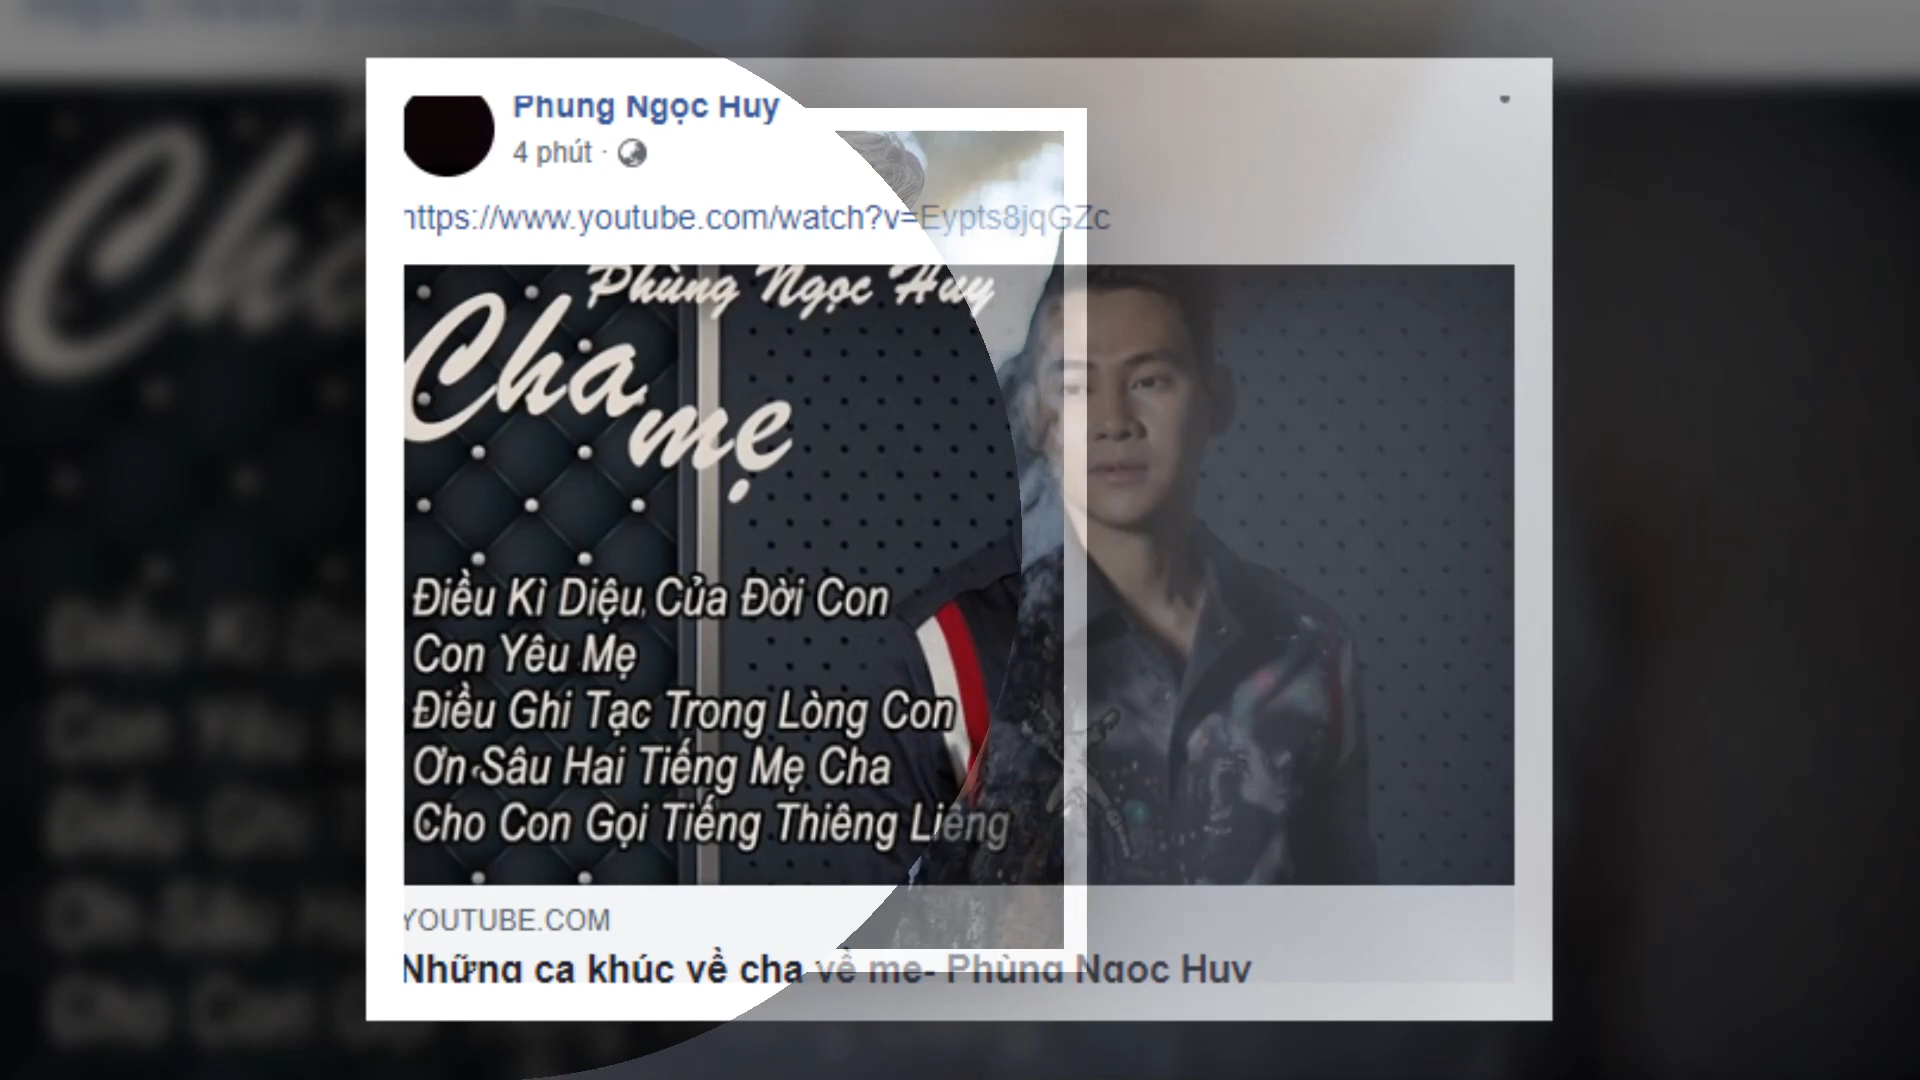 Phùng Ngọc Huy
4 phút ·
https://www.youtube.com/watch?v=Eypts8jqGZc
Phùng Ngọc Huy
Cha
mẹ
Điều Kì Diệu Của Đời Con
Con Yêu Mẹ
Điều Ghi Tạc Trong Lòng Con
Ơn Sâu Hai Tiếng Mẹ Cha
Cho Con Gọi Tiếng Thiêng Liêng
YOUTUBE.COM
Những ca khúc về cha về mẹ- Phùng Ngọc Huy